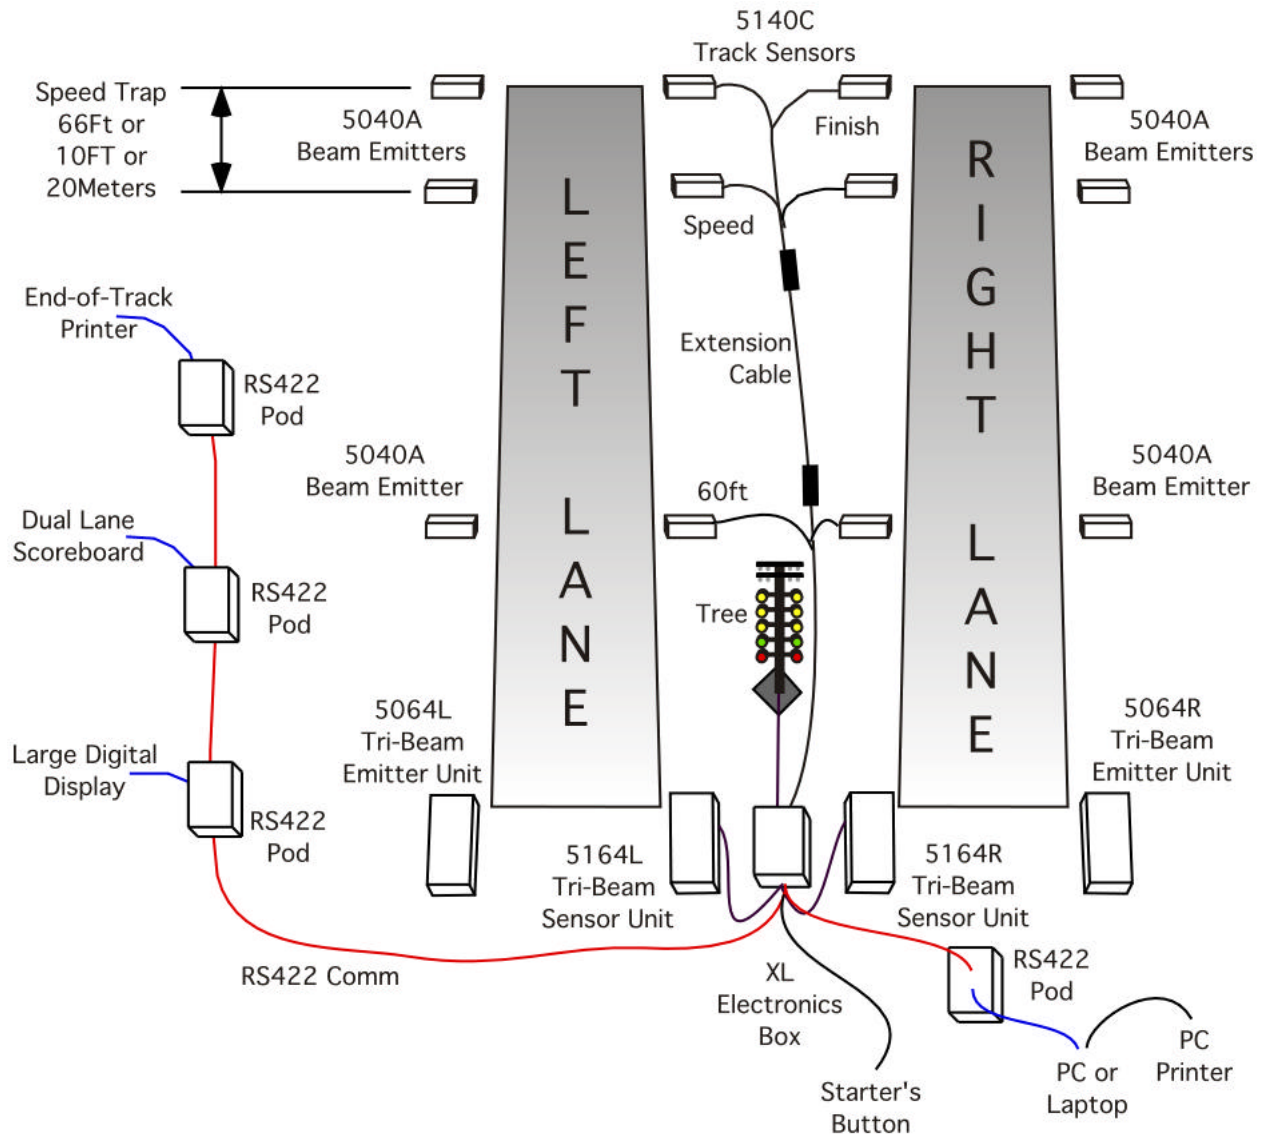 5140C
Track Sensors
Speed Trap
66Ft or
10FT or
20Meters
5040A
Beam Emitters
Finish
5040A
Beam Emitters
Speed
LEFT LANE
RIGHT LANE
End-of-Track
Printer
RS422
Pod
Extension
Cable
5040A
Beam Emitter
60ft
5040A
Beam Emitter
Dual Lane
Scoreboard
RS422
Pod
Tree
5064L
Tri-Beam
Emitter Unit
5064R
Tri-Beam
Emitter Unit
Large Digital
Display
RS422
Pod
5164L
Tri-Beam
Sensor Unit
5164R
Tri-Beam
Sensor Unit
RS422 Comm
XL
Electronics
Box
RS422
Pod
Starter's
Button
PC or
Laptop
PC
Printer